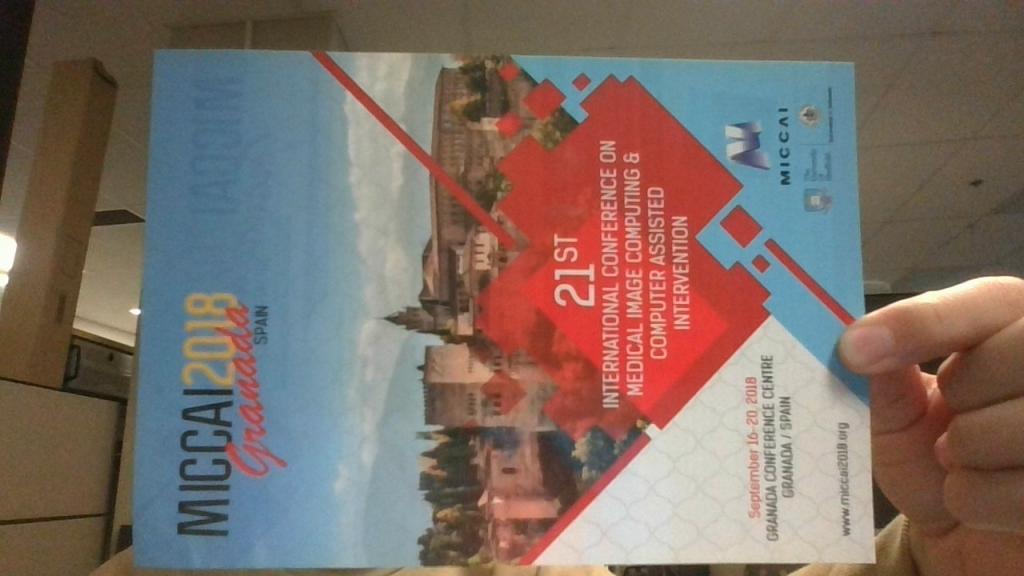 MICCAI2018
Granada
SPAIN
21ST
INTERNATIONAL CONFERENCE ON
MEDICAL IMAGE COMPUTING &
COMPUTER ASSISTED
INTERVENTION
MICCAI
September 16-20, 2018
GRANADA CONFERENCE CENTRE
GRANADA / SPAIN
www.miccai2018.org